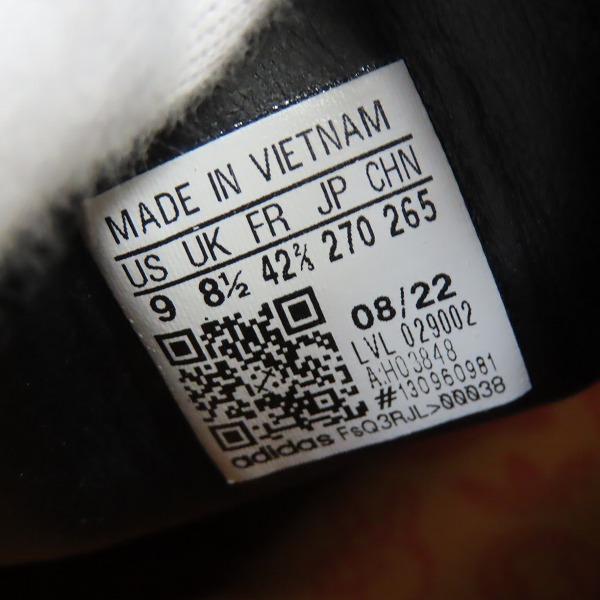 MADE IN VIETNAM
US UK FR JP CHN
9 8½ 42⅔ 270 265
08/22
LVL 029002
A:H03848
#130960981
adidas FsQ3RJL>00038